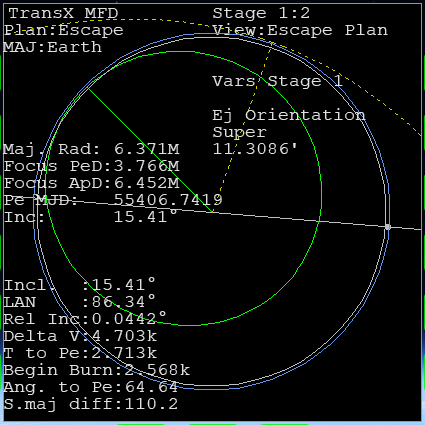 TransX MFD Stage 1:2
Plan:Escape View:Escape Plan
MAJ:Earth
Vars Stage 1
Ej Orientation
Super
Maj. Rad: 6.371M 11.3086'
Focus PeD:3.766M
Focus ApD:6.452M
Pe MJD: 55406.7419
Inc: 15.41°
Incl. :15.41°
LAN :86.34°
Rel Inc:0.0442°
Delta V:4.703k
T to Pe:2.713k
Begin Burn:2.568k
Ang. to Pe:64.64
S.maj diff:110.2